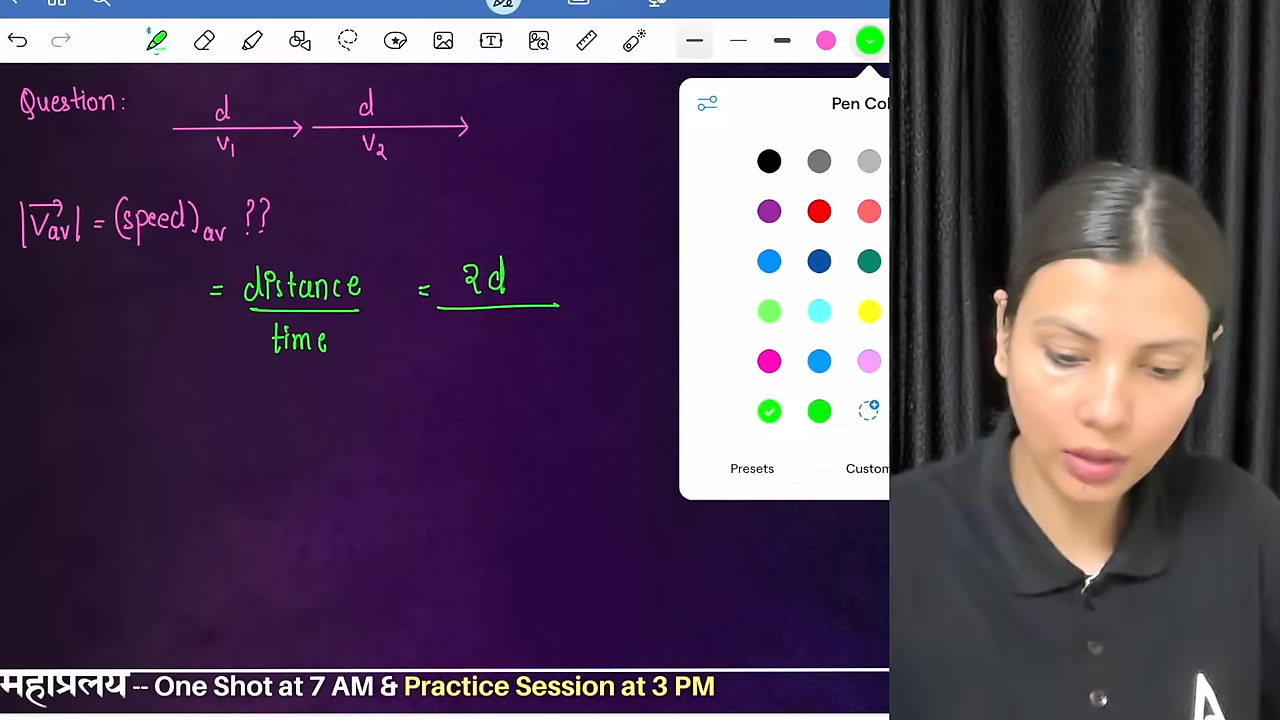 Question:
d d
V1 V2
|Vav| = (speed)av ??
= distance = 2d
time
Pen Col
Presets Custom
महाप्रलय -- One Shot at 7 AM & Practice Session at 3 PM
A